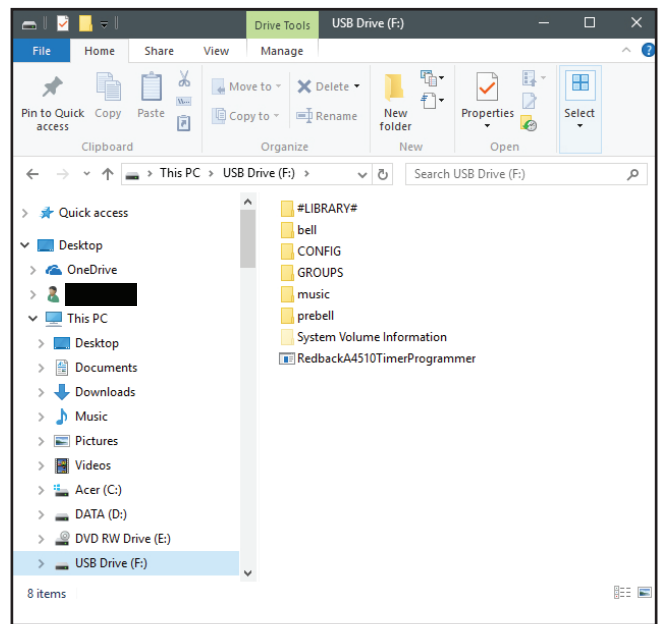 Drive Tools USB Drive (F:)
File Home Share View Manage
Pin to Quick access
Copy
Paste
Move to
Copy to
Delete
Rename
New folder
Properties
Select
Clipboard Organize New Open
This PC > USB Drive (F:) > Search USB Drive (F:)
Quick access
Desktop
OneDrive
This PC
Desktop
Documents
Downloads
Music
Pictures
Videos
Acer (C:)
DATA (D:)
DVD RW Drive (E:)
USB Drive (F:)
#LIBRARY#
bell
CONFIG
GROUPS
music
prebell
System Volume Information
RedbackA4510TimerProgrammer
8 items